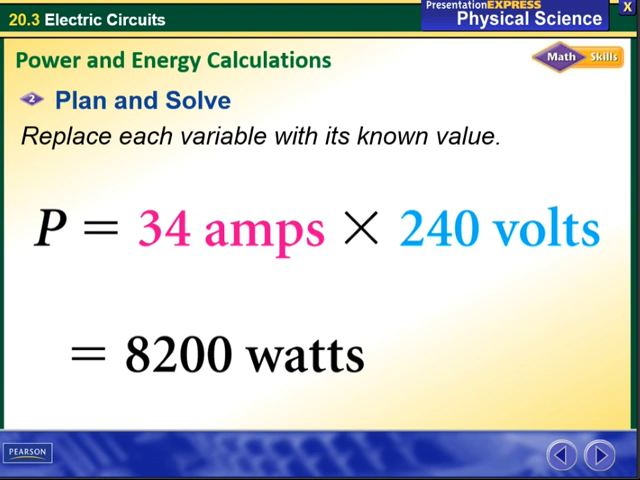 20.3 Electric Circuits
PresentationEXPRESS
Physical Science
X
Power and Energy Calculations
Math Skills
2 Plan and Solve
Replace each variable with its known value.
P = 34 amps × 240 volts
= 8200 watts
PEARSON